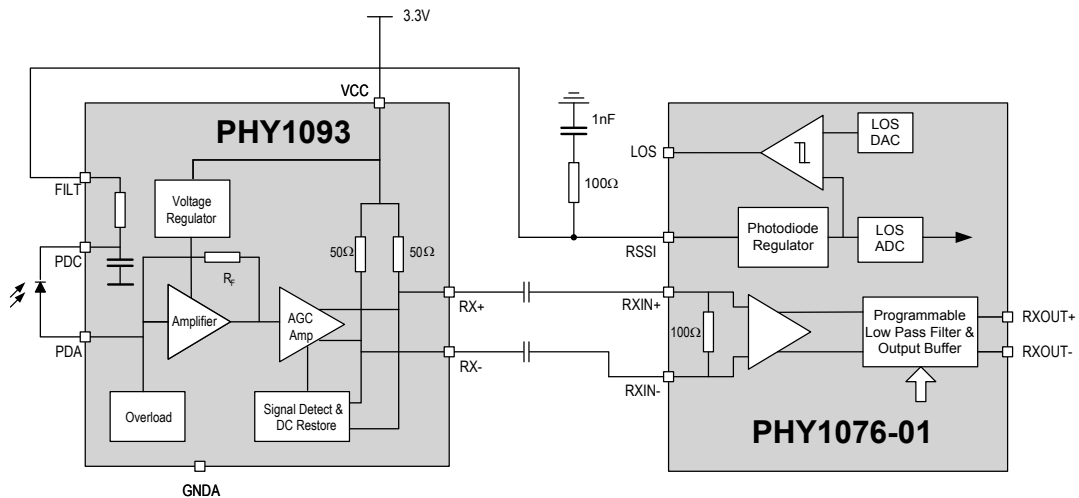 3.3V
VCC
PHY1093
FILT
PDC
PDA
Voltage
Regulator
R_F
50Ω
50Ω
Amplifier
AGC
Amp
Overload
Signal Detect &
DC Restore
GNDA
RX+
RX-
1nF
100Ω
LOS
RSSI
RXIN+
RXIN-
LOS
DAC
Photodiode
Regulator
LOS
ADC
100Ω
Programmable
Low Pass Filter &
Output Buffer
RXOUT+
RXOUT-
PHY1076-01